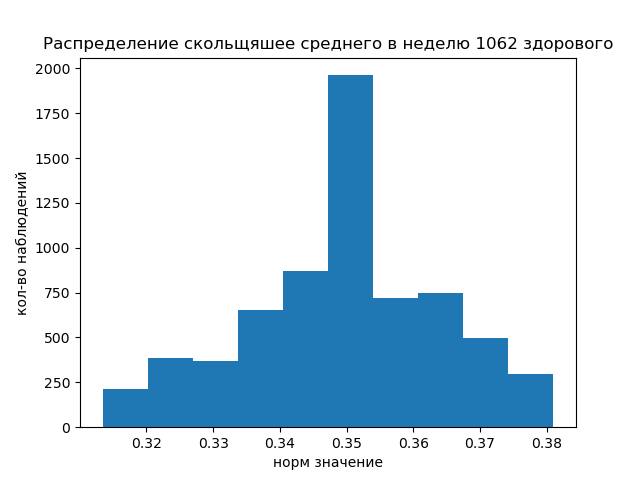 Распределение скольщяшее среднего в неделю 1062 здорового
2000
1750
1500
1250
1000
750
500
250
0
кол-во наблюдений
0.32 0.33 0.34 0.35 0.36 0.37 0.38
норм значение